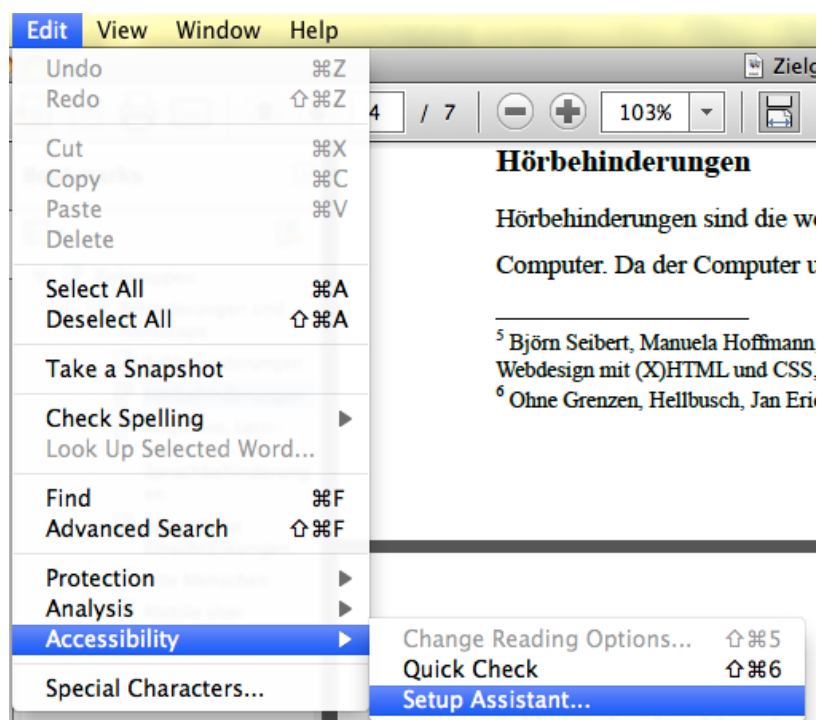 Edit View Window Help
Undo ⌘Z
Redo ⇧⌘Z
Cut ⌘X
Copy ⌘C
Paste ⌘V
Delete
Select All ⌘A
Deselect All ⇧⌘A
Take a Snapshot
Check Spelling
Look Up Selected Word...
Find ⌘F
Advanced Search ⇧⌘F
Protection
Analysis
Accessibility
Special Characters...
Change Reading Options... ⇧⌘5
Quick Check ⇧⌘6
Setup Assistant...
4 / 7 103%
Hörbehinderungen
Hörbehinderungen sind die
Computer. Da der Computer
5 Björn Seibert, Manuela Hoffmann,
Webdesign mit (X)HTML und CSS,
6 Ohne Grenzen, Hellbusch, Jan